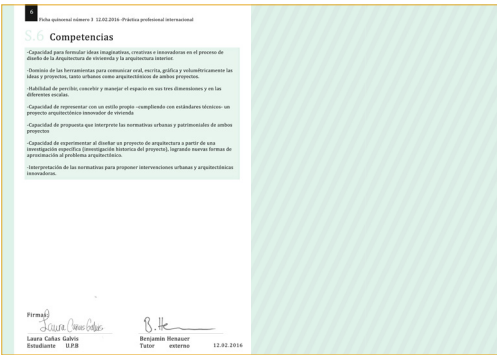 6
Ficha quincenal número 3 12.02.2016 -Práctica profesional internacional
S.6 Competencias
-Capacidad para formular ideas imaginativas, creativas e innovadoras en el proceso de
diseño de la Arquitectura de viviewnda y la arquitectura interios
-Dominio de las herramientas para comunicar oral, escrita, gráfica y volumétricamente las
ideas y proyectos, tanto urbanos como arquitectónicos de ambos proyectos.
-Habilidad de percibir, concebir y manejar el espacio en sus tres dimensiones y en las
diferentes escalas.
-Capacidad de representar con un estilo propio –cumpliendo con estándares técnicos- un
proyecto arquitectónico innovador de vivienda
-Capacidad de propuesta que interprete las normativas urbanas y patrimoniales de ambos
proyectos
-Capacidad de experimentar al diseñar un proyecto de arquitectura a partir de una
investigación específica (investigación historica del proyecto), logrando nuevas formas de
aproximación al problema arquitectónico.
-Interpretación de las normativas para proponer intervenciones urbanas y arquitectónicas
innovadoras.
Firmas:
Laura Cañas Galvis
B. He
Laura Cañas Galvis Benjamin Henauer
Estudiante U.P.B Tutor externo 12.02.2016